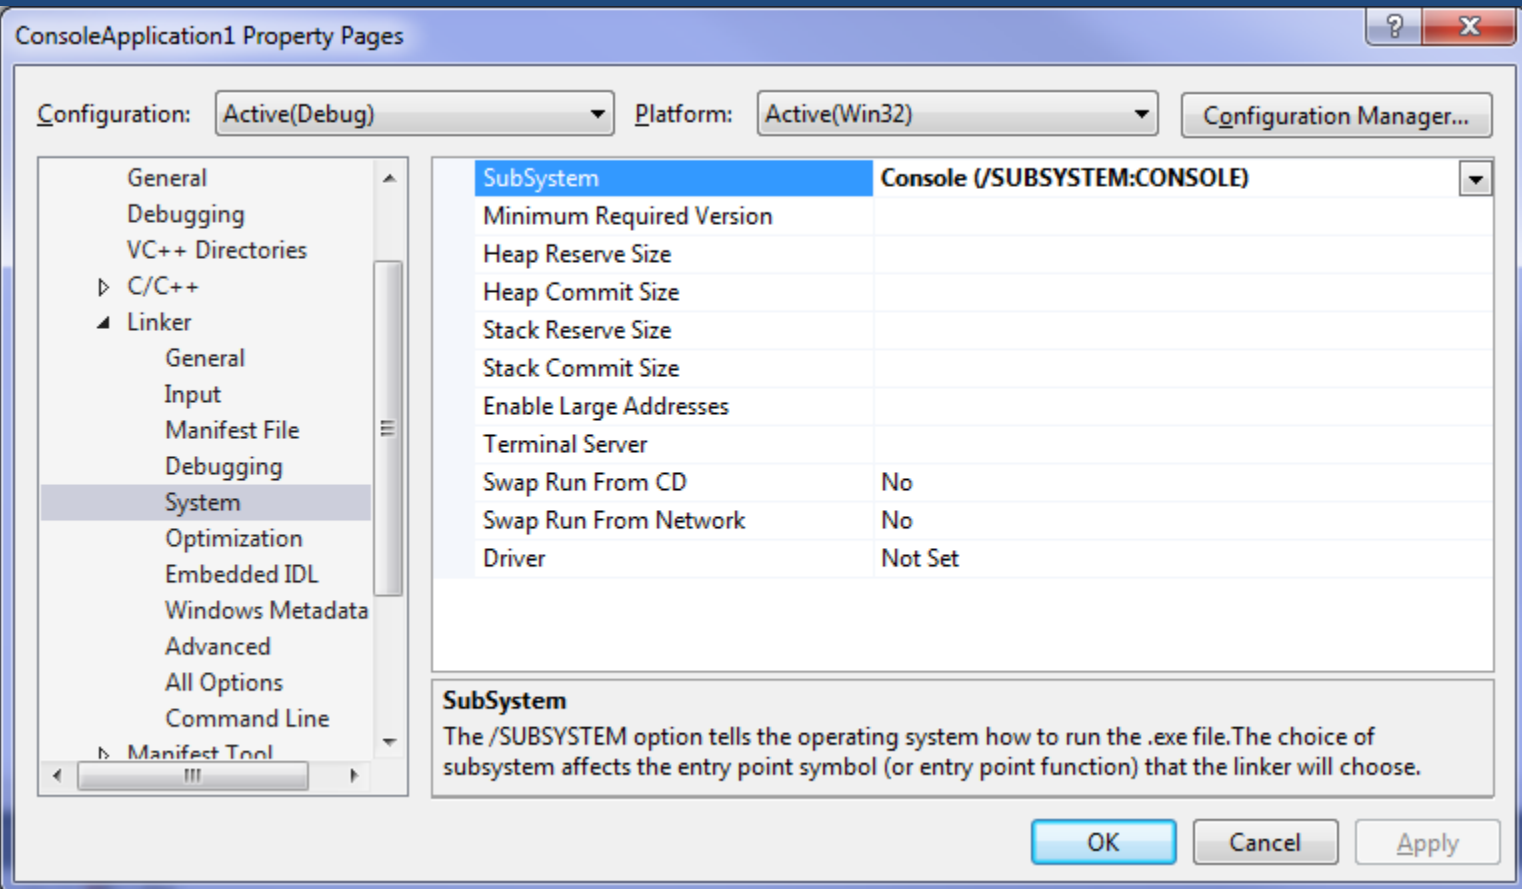 ConsoleApplication1 Property Pages
Configuration: Active(Debug) Platform: Active(Win32) Configuration Manager...
General
Debugging
VC++ Directories
C/C++
Linker
General
Input
Manifest File
Debugging
System
Optimization
Embedded IDL
Windows Metadata
Advanced
All Options
Command Line
Manifest Tool
SubSystem Console (/SUBSYSTEM:CONSOLE)
Minimum Required Version
Heap Reserve Size
Heap Commit Size
Stack Reserve Size
Stack Commit Size
Enable Large Addresses
Terminal Server
Swap Run From CD No
Swap Run From Network No
Driver Not Set
SubSystem
The /SUBSYSTEM option tells the operating system how to run the .exe file.The choice of
subsystem affects the entry point symbol (or entry point function) that the linker will choose.
OK Cancel Apply